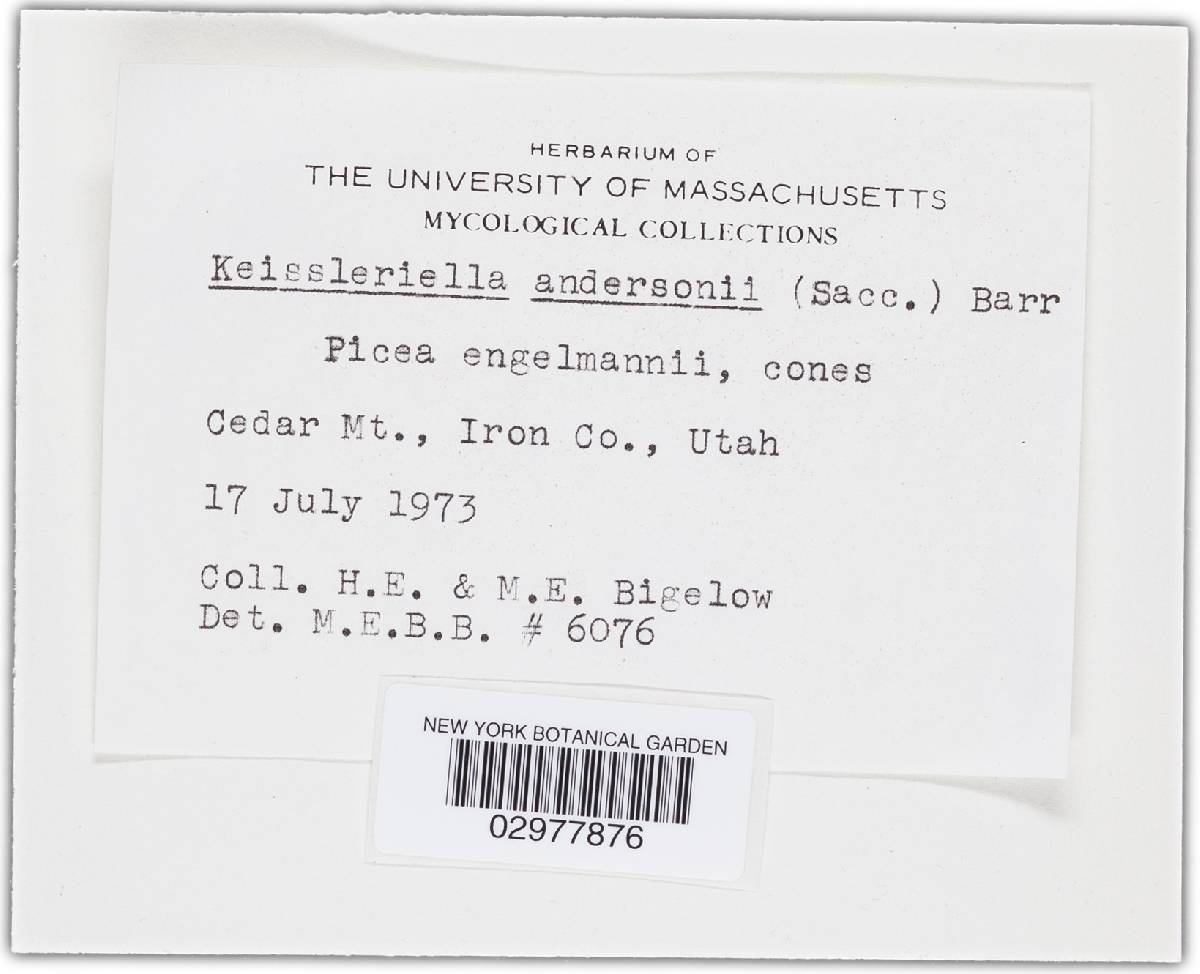 HERBARIUM OF
THE UNIVERSITY OF MASSACHUSETTS
MYCOLOGICAL COLLECTIONS
Keissleriella andersonii (Sacc.) Barr
Picea engelmannii, cones
Cedar Mt., Iron Co., Utah
17 July 1973
Coll. H.E. & M.E. Bigelow
Det. M.E.B.B. # 6076
NEW YORK BOTANICAL GARDEN
02977876